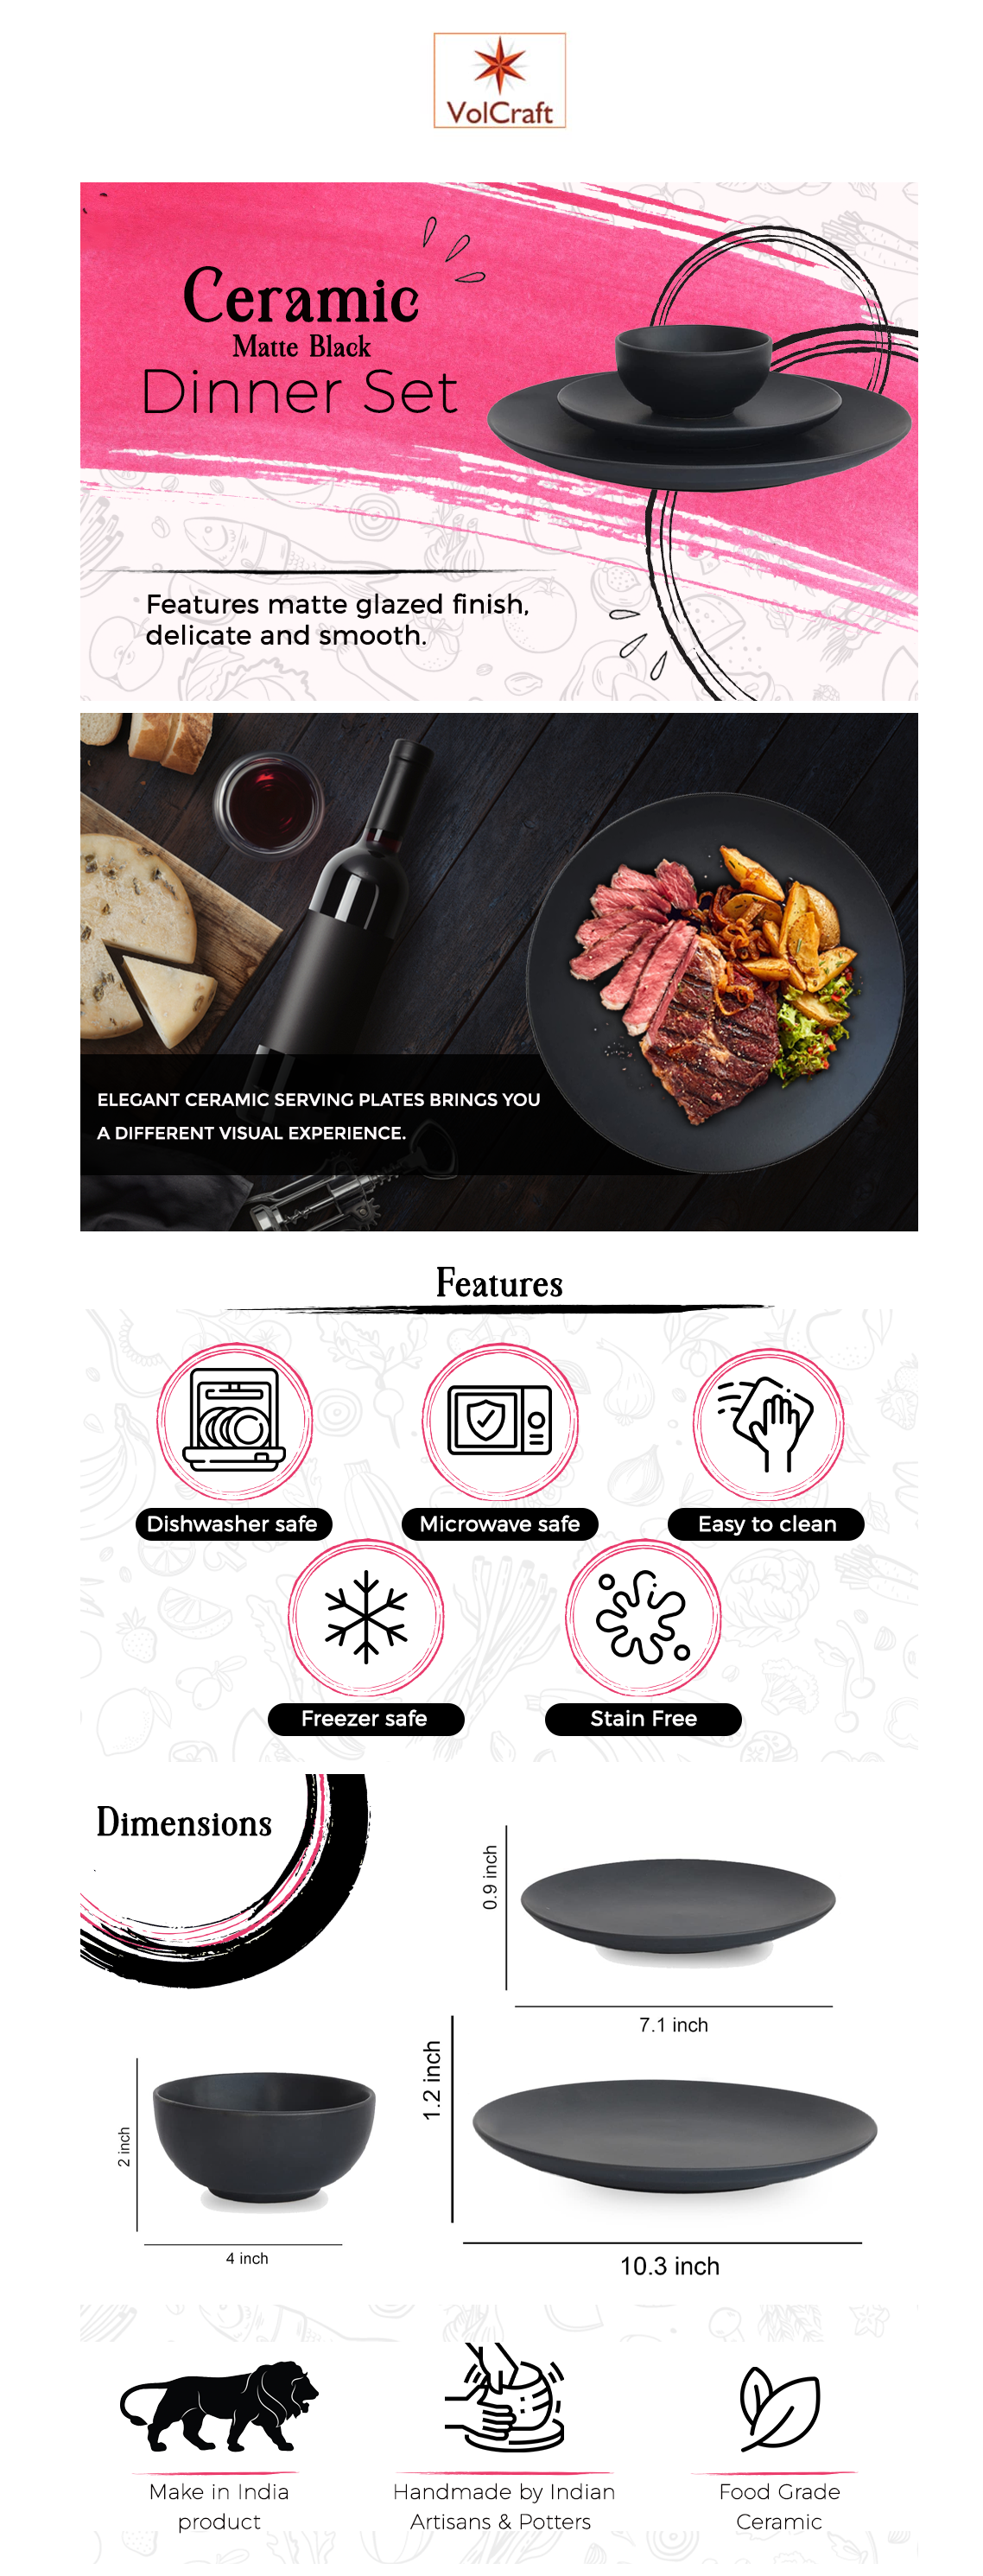 VolCraft
Ceramic
Matte Black
Dinner Set
Features matte glazed finish,
delicate and smooth.
ELEGANT CERAMIC SERVING PLATES BRINGS YOU
A DIFFERENT VISUAL EXPERIENCE.
Features
Dishwasher safe
Microwave safe
Easy to clean
Freezer safe
Stain Free
Dimensions
0.9 inch
7.1 inch
2 inch
4 inch
1.2 inch
10.3 inch
Make in India
product
Handmade by Indian
Artisans & Potters
Food Grade
Ceramic